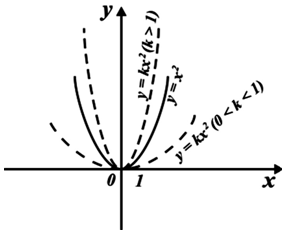 y
y = kx² (k > 1)
y = x²
y = kx² (0 < k < 1)
0 1 x